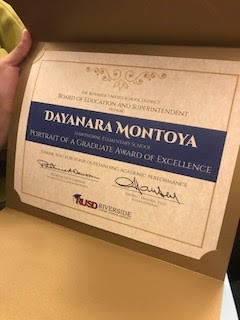 THE RIVERSIDE UNIFIED SCHOOL DISTRICT
BOARD OF EDUCATION AND SUPERINTENDENT
HONOR
DAYANARA MONTOYA
HAWTHORNE ELEMENTARY SCHOOL
PORTRAIT OF A GRADUATE AWARD OF EXCELLENCE
THANK YOU FOR YOUR OUTSTANDING ACADEMIC PERFORMANCE
RUSD RIVERSIDE